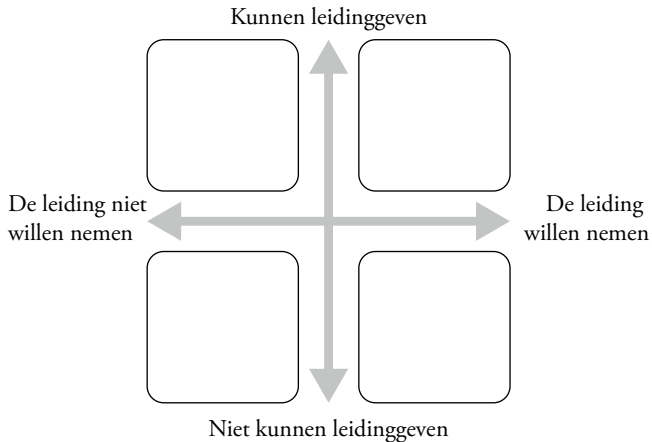 Kunnen leidinggeven
De leiding niet
willen nemen
De leiding
willen nemen
Niet kunnen leidinggeven